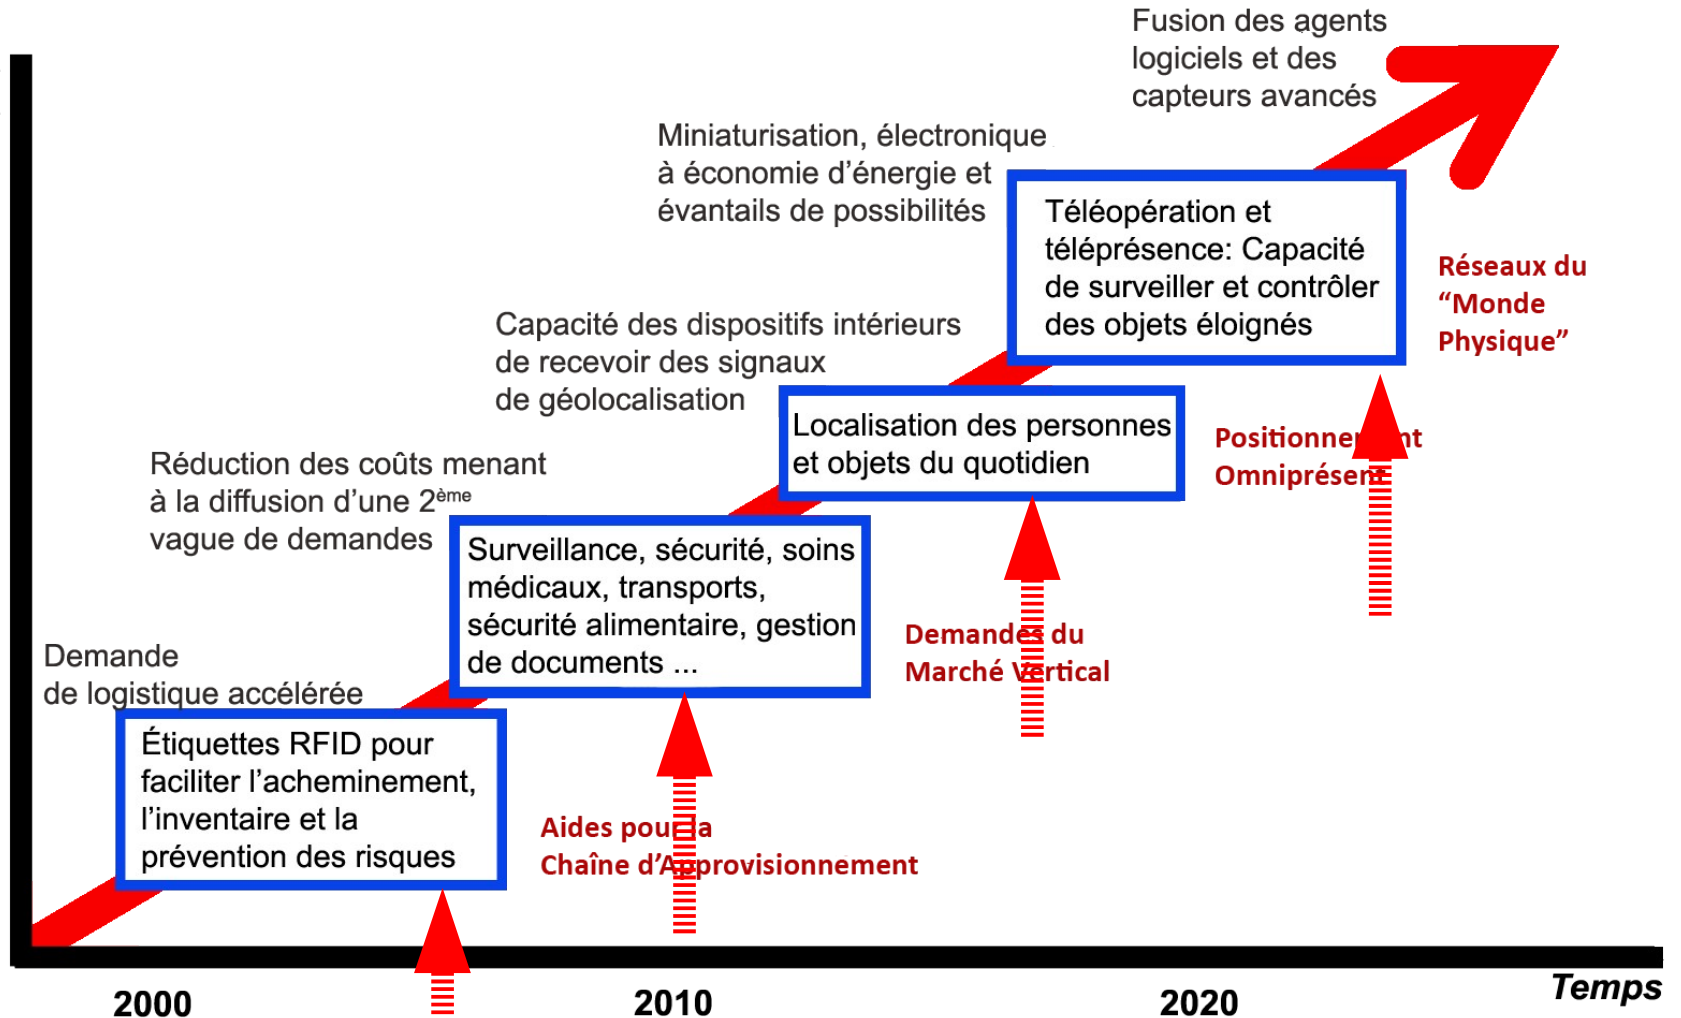 Fusion des agents
logiciels et des
capteurs avancés
Miniaturisation, électronique
à économie d’énergie et
évantails de possibilités
Téléopération et
téléprésence: Capacité
de surveiller et contrôler
des objets éloignés
Réseaux du
“Monde
Physique”
Capacité des dispositifs intérieurs
de recevoir des signaux
de géolocalisation
Localisation des personnes
et objets du quotidien
Positionnement
Omniprésent
Réduction des coûts menant
à la diffusion d’une 2ème
vague de demandes
Surveillance, sécurité, soins
médicaux, transports,
sécurité alimentaire, gestion
de documents ...
Demandes du
Marché Vertical
Demande
de logistique accélérée
Étiquettes RFID pour
faciliter l’acheminement,
l’inventaire et la
prévention des risques
Aides pour la
Chaîne d’Approvisionnement
2000
2010
2020
Temps